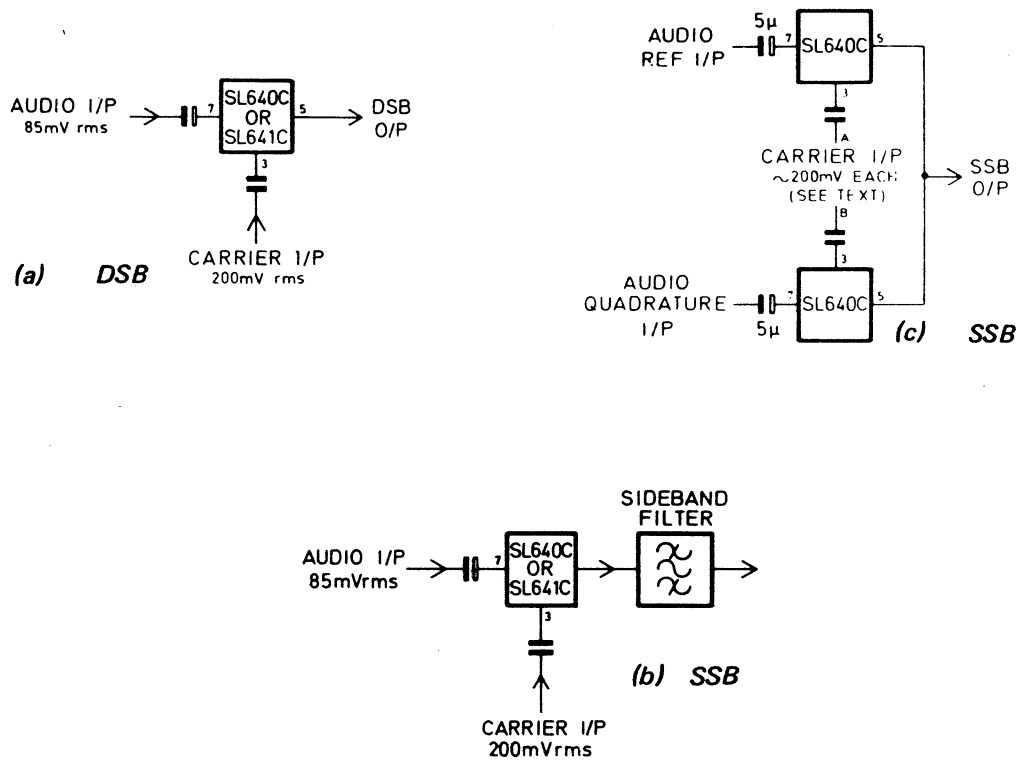 AUDIO I/P
85mV rms
7
SL640C
OR
SL641C
5
3
DSB
O/P
CARRIER I/P
200mV rms
(a) DSB
AUDIO
REF I/P
5µ
7
SL640C
5
3
A
CARRIER I/P
~200mV EACH
(SEE TEXT)
B
3
SSB
O/P
AUDIO
QUADRATURE
I/P
5µ
7
SL640C
5
(c) SSB
SIDEBAND
FILTER
AUDIO I/P
85mVrms
7
SL640C
OR
SL641C
3
CARRIER I/P
200mVrms
(b) SSB